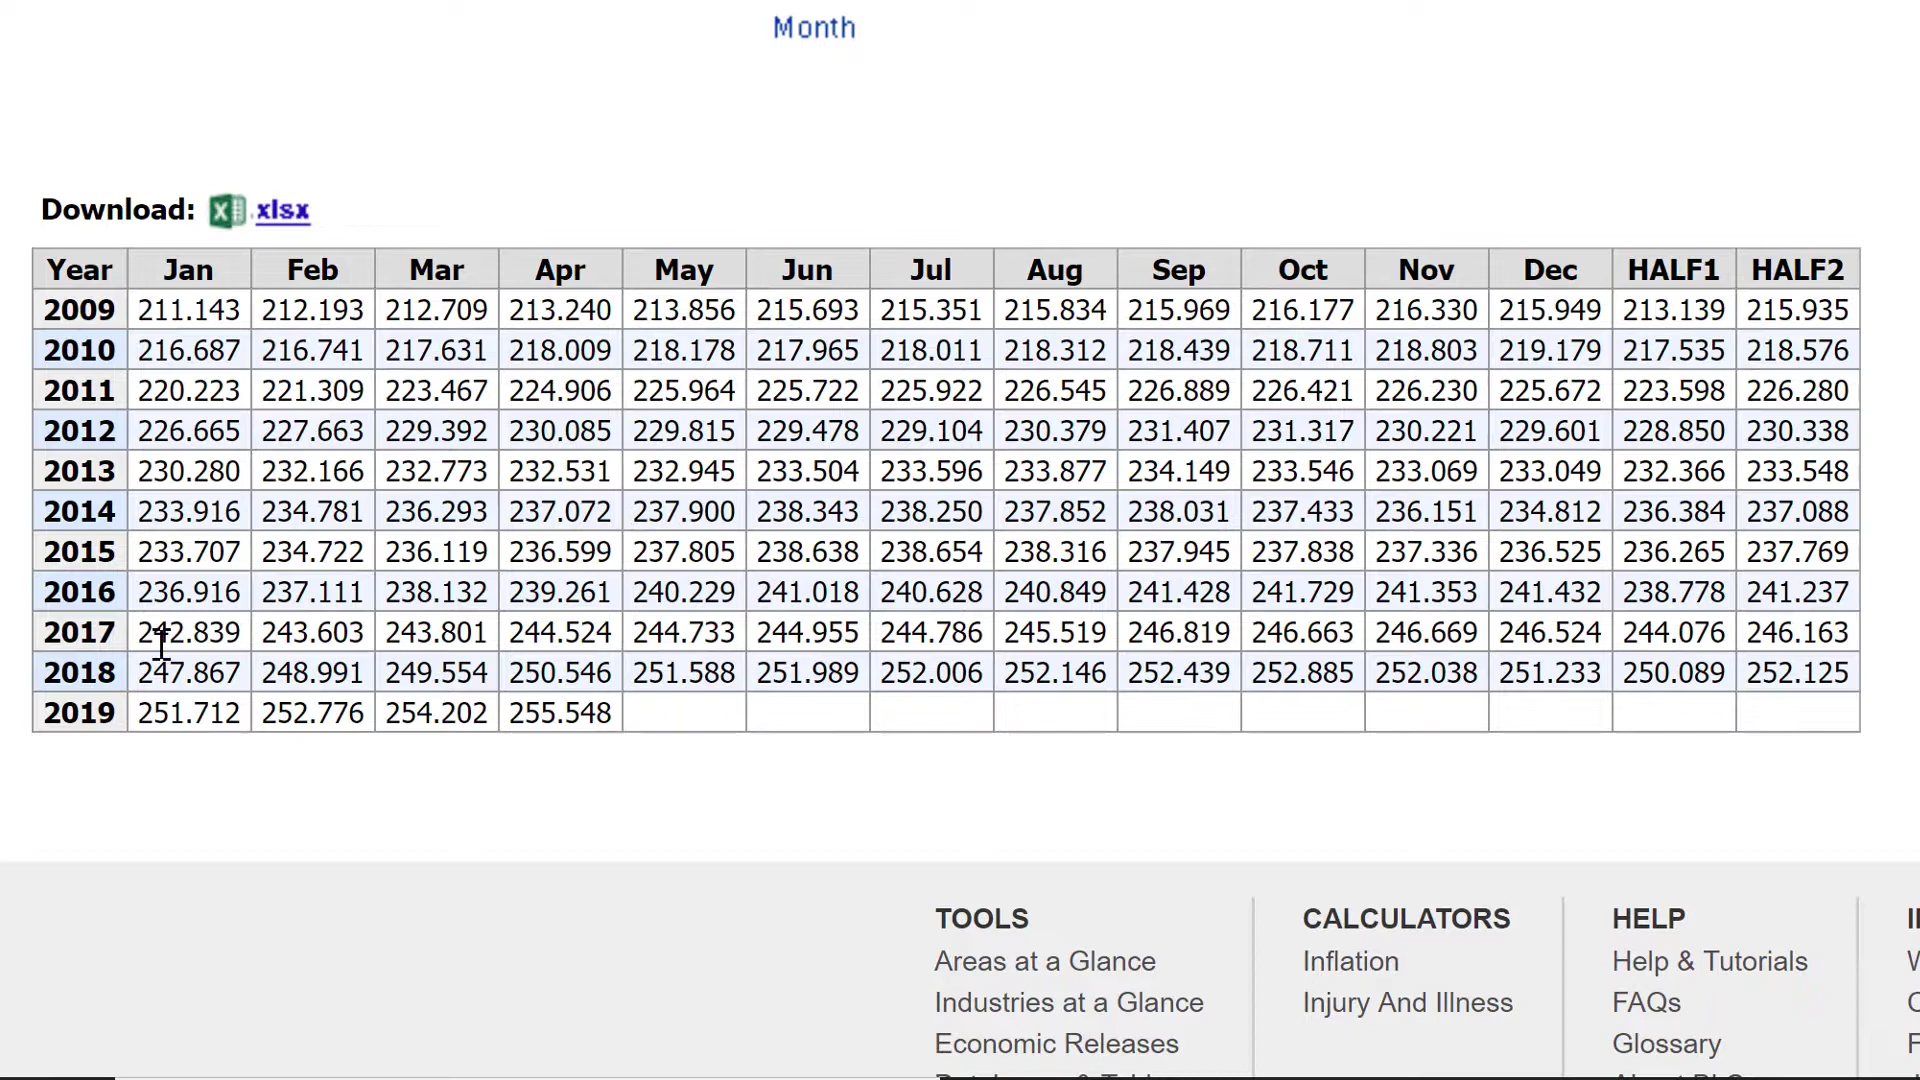 Month
Download: .xlsx
Year Jan Feb Mar Apr May Jun Jul Aug Sep Oct Nov Dec HALF1 HALF2
2009 211.143 212.193 212.709 213.240 213.856 215.693 215.351 215.834 215.969 216.177 216.330 215.949 213.139 215.935
2010 216.687 216.741 217.631 218.009 218.178 217.965 218.011 218.312 218.439 218.711 218.803 219.179 217.535 218.576
2011 220.223 221.309 223.467 224.906 225.964 225.722 225.922 226.545 226.889 226.421 226.230 225.672 223.598 226.280
2012 226.665 227.663 229.392 230.085 229.815 229.478 229.104 230.379 231.407 231.317 230.221 229.601 228.850 230.338
2013 230.280 232.166 232.773 232.531 232.945 233.504 233.596 233.877 234.149 233.546 233.069 233.049 232.366 233.548
2014 233.916 234.781 236.293 237.072 237.900 238.343 238.250 237.852 238.031 237.433 236.151 234.812 236.384 237.088
2015 233.707 234.722 236.119 236.599 237.805 238.638 238.654 238.316 237.945 237.838 237.336 236.525 236.265 237.769
2016 236.916 237.111 238.132 239.261 240.229 241.018 240.628 240.849 241.428 241.729 241.353 241.432 238.778 241.237
2017 242.839 243.603 243.801 244.524 244.733 244.955 244.786 245.519 246.819 246.663 246.669 246.524 244.076 246.163
2018 247.867 248.991 249.554 250.546 251.588 251.989 252.006 252.146 252.439 252.885 252.038 251.233 250.089 252.125
2019 251.712 252.776 254.202 255.548
TOOLS CALCULATORS HELP
Areas at a Glance Inflation Help & Tutorials
Industries at a Glance Injury And Illness FAQs
Economic Releases Glossary